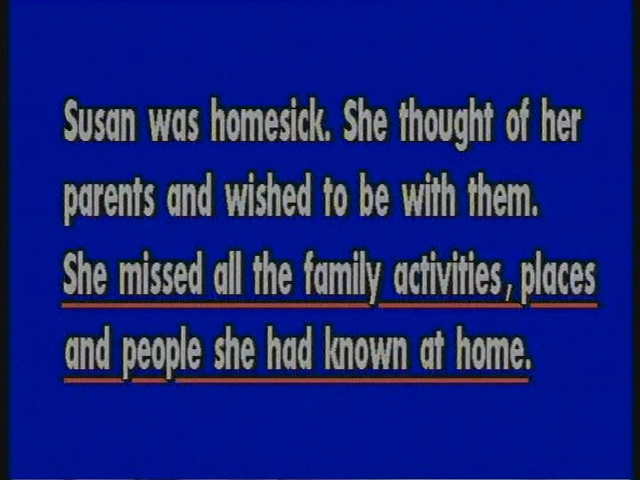 Susan was homesick. She thought of her
parents and wished to be with them.
She missed all the family activities, places
and people she had known at home.